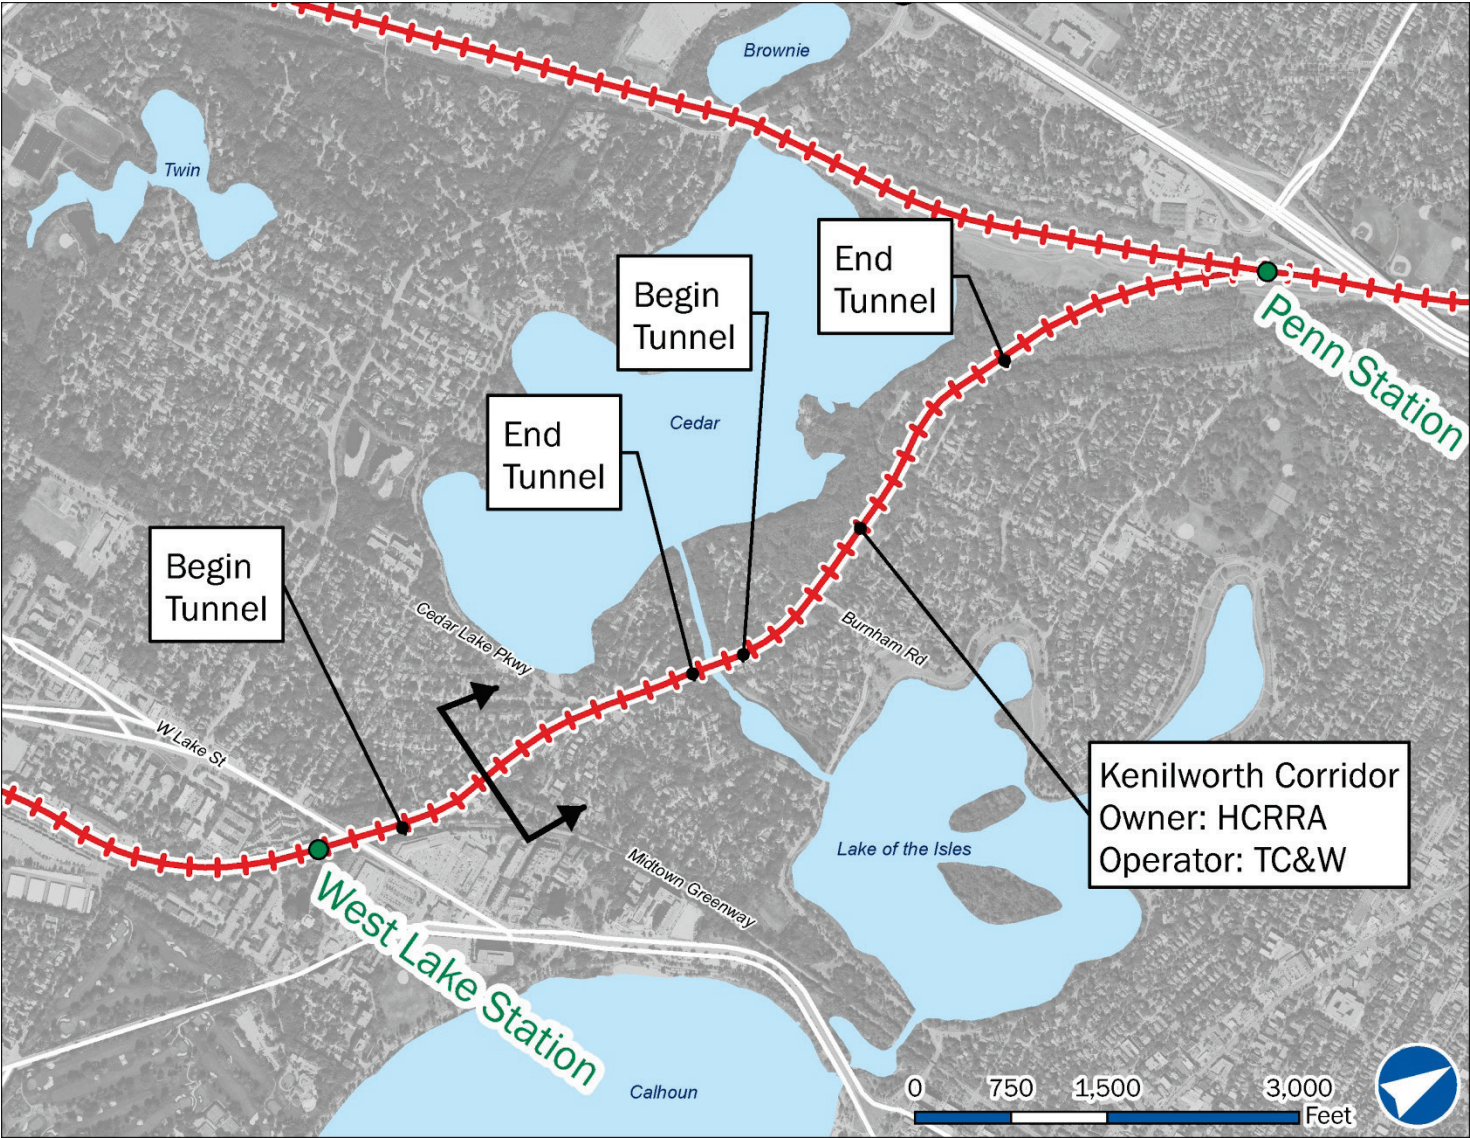 Brownie
Twin
End
Tunnel
Begin
Tunnel
Penn Station
End
Tunnel
Cedar
Begin
Tunnel
Cedar Lake Pkwy
Burnham Rd
W Lake St
Kenilworth Corridor
Owner: HCRRA
Operator: TC&W
Lake of the Isles
Midtown Greenway
West Lake Station
Calhoun
0 750 1,500 3,000
Feet